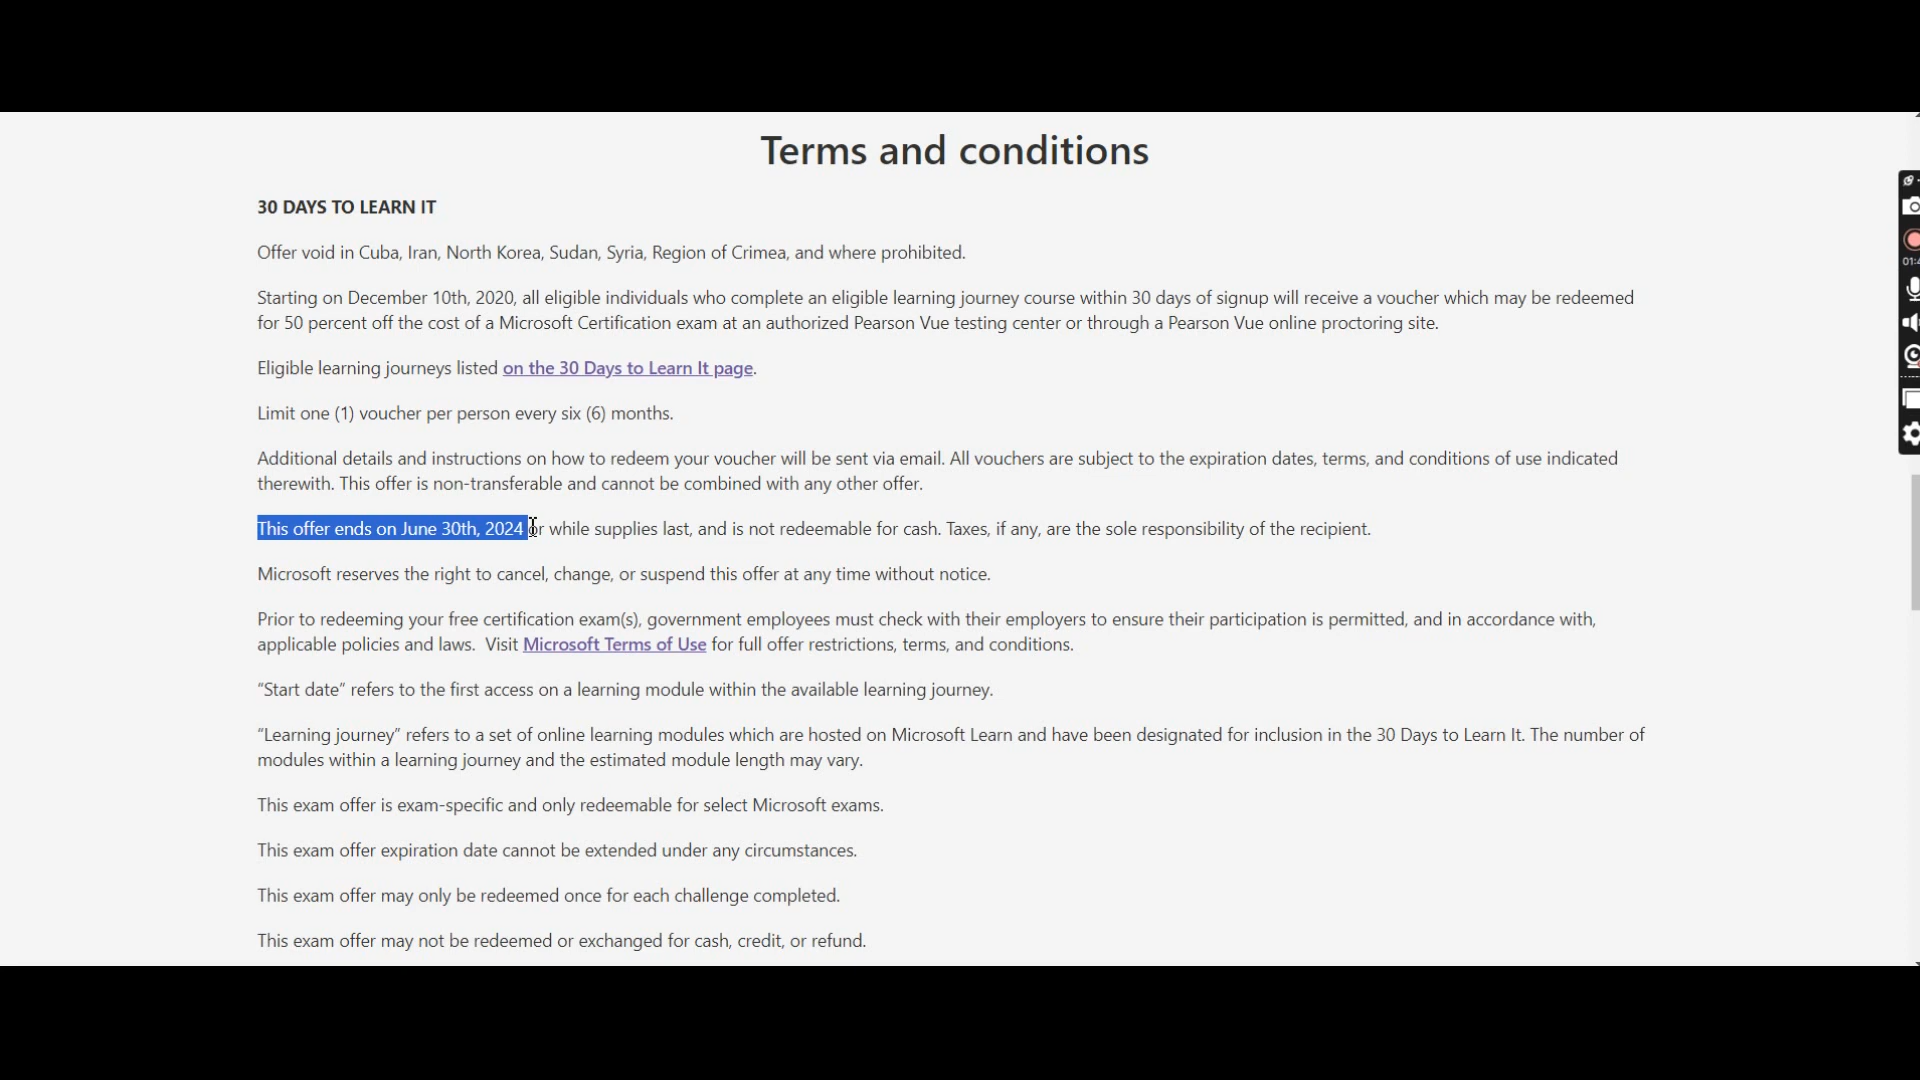 Terms and conditions
30 DAYS TO LEARN IT
Offer void in Cuba, Iran, North Korea, Sudan, Syria, Region of Crimea, and where prohibited.
Starting on December 10th, 2020, all eligible individuals who complete an eligible learning journey course within 30 days of signup will receive a voucher which may be redeemed
for 50 percent off the cost of a Microsoft Certification exam at an authorized Pearson Vue testing center or through a Pearson Vue online proctoring site.
Eligible learning journeys listed on the 30 Days to Learn It page.
Limit one (1) voucher per person every six (6) months.
Additional details and instructions on how to redeem your voucher will be sent via email. All vouchers are subject to the expiration dates, terms, and conditions of use indicated
therewith. This offer is non-transferable and cannot be combined with any other offer.
This offer ends on June 30th, 2024 or while supplies last, and is not redeemable for cash. Taxes, if any, are the sole responsibility of the recipient.
Microsoft reserves the right to cancel, change, or suspend this offer at any time without notice.
Prior to redeeming your free certification exam(s), government employees must check with their employers to ensure their participation is permitted, and in accordance with,
applicable policies and laws.  Visit Microsoft Terms of Use for full offer restrictions, terms, and conditions.
“Start date” refers to the first access on a learning module within the available learning journey.
“Learning journey” refers to a set of online learning modules which are hosted on Microsoft Learn and have been designated for inclusion in the 30 Days to Learn It. The number of
modules within a learning journey and the estimated module length may vary.
This exam offer is exam-specific and only redeemable for select Microsoft exams.
This exam offer expiration date cannot be extended under any circumstances.
This exam offer may only be redeemed once for each challenge completed.
This exam offer may not be redeemed or exchanged for cash, credit, or refund.